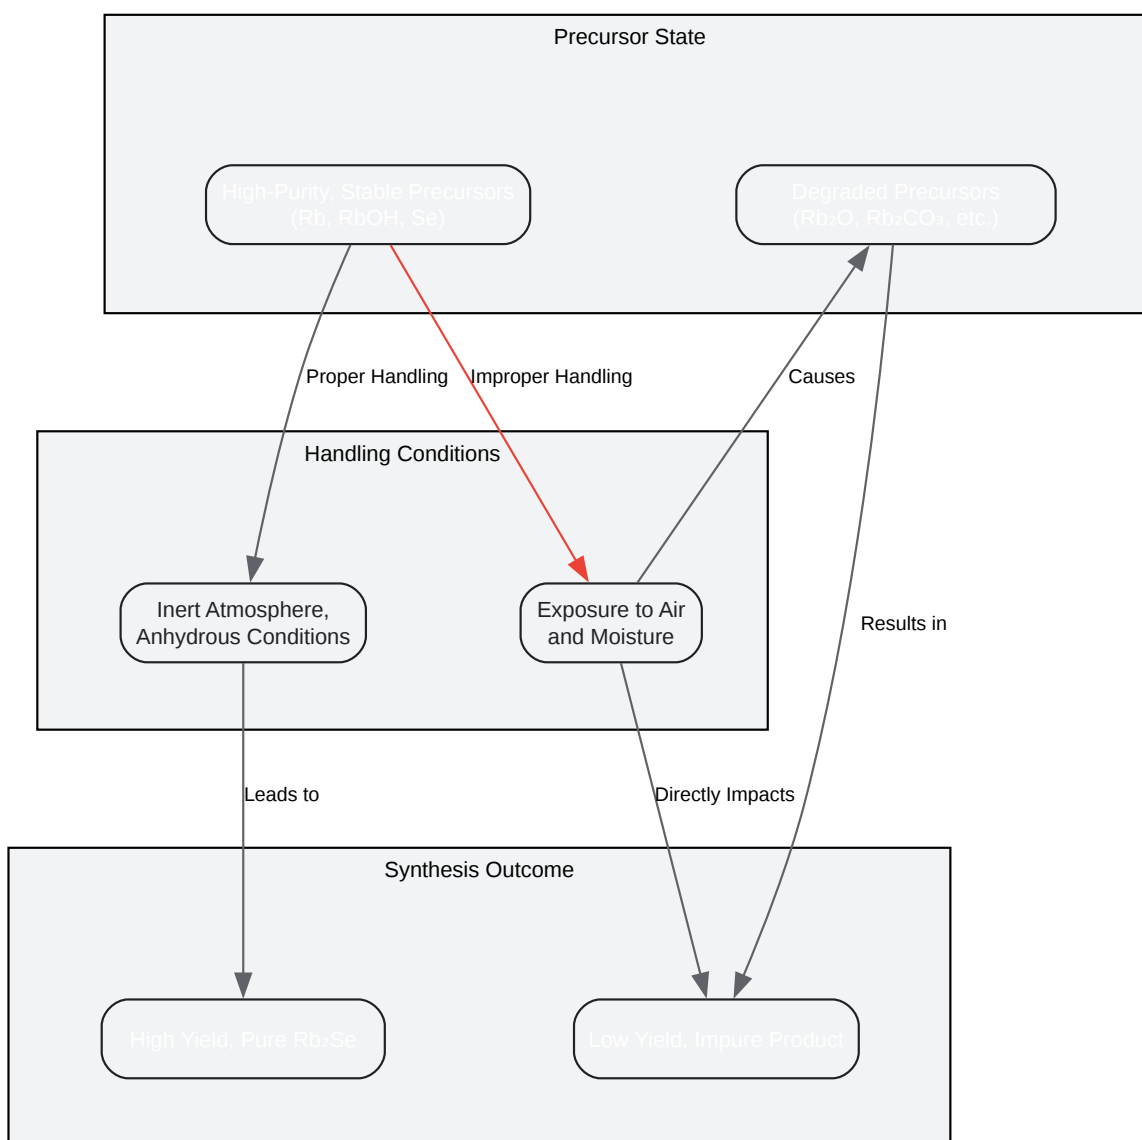 Precursor State
High-Purity, Stable Precursors
(Rb, RbOH, Se)
Degraded Precursors
(Rb₂O, Rb₂CO₃, etc.)
Proper Handling
Improper Handling
Causes
Handling Conditions
Inert Atmosphere,
Anhydrous Conditions
Exposure to Air
and Moisture
Results in
Leads to
Directly Impacts
Synthesis Outcome
High Yield, Pure Rb₂Se
Low Yield, Impure Product